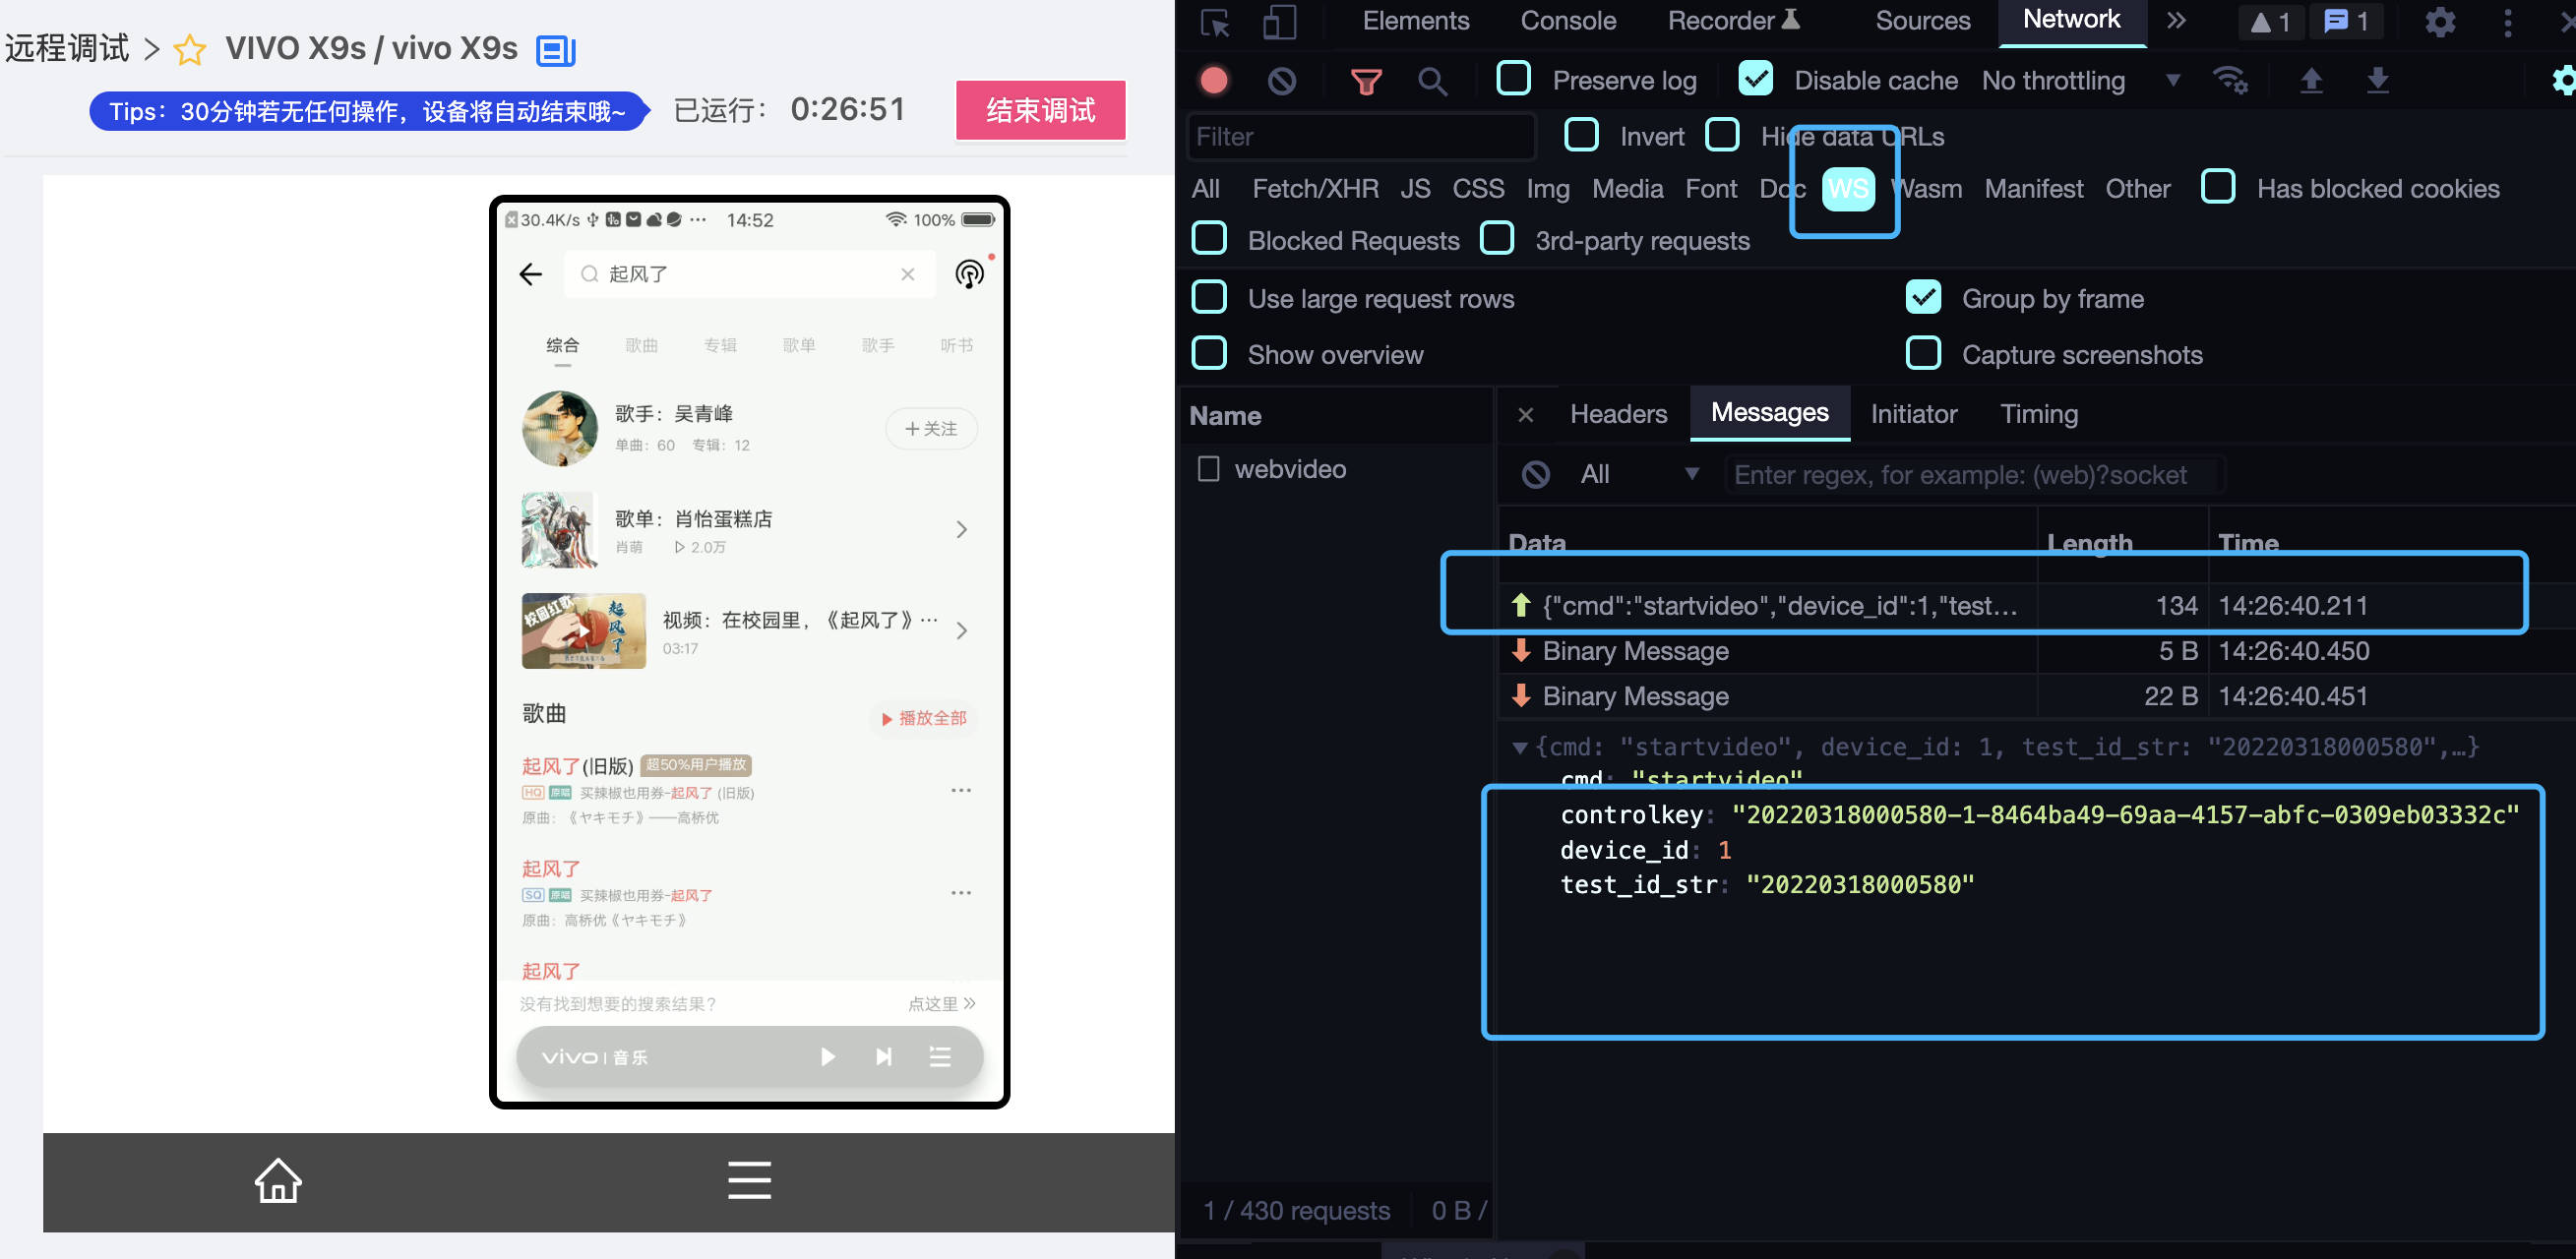 远程调试 > VIVO X9s / vivo X9s
Tips：30分钟若无任何操作，设备将自动结束哦~
已运行： 0:26:51
结束调试
30.4K/s ··· 14:52 100%
起风了
综合 歌曲 专辑 歌单 歌手 听书
歌手：吴青峰
单曲：60 专辑：12
+关注
歌单：肖怡蛋糕店
肖萌 2.0万
校园红歌
起风了
视频：在校园里，《起风了》···
03:17
歌曲
播放全部
起风了(旧版) 超50%用户播放
HQ 原唱 买辣椒也用券-起风了 (旧版)
原曲：《ヤキモチ》——高桥优
起风了
SQ 原唱 买辣椒也用券-起风了
原曲：高桥优《ヤキモチ》
起风了
没有找到想要的搜索结果？
点这里 »
vivo | 音乐
Elements Console Recorder Sources Network » 1 1
Preserve log Disable cache No throttling
Filter Invert Hide data URLs
All Fetch/XHR JS CSS Img Media Font Doc WS Wasm Manifest Other Has blocked cookies
Blocked Requests 3rd-party requests
Use large request rows Group by frame
Show overview Capture screenshots
Name
webvideo
× Headers Messages Initiator Timing
All Enter regex, for example: (web)?socket
Data Length Time
{"cmd":"startvideo","device_id":1,"test… 134 14:26:40.211
Binary Message 5 B 14:26:40.450
Binary Message 22 B 14:26:40.451
{cmd: "startvideo", device_id: 1, test_id_str: "20220318000580",…}
cmd: "startvideo"
controlkey: "20220318000580-1-8464ba49-69aa-4157-abfc-0309eb03332c"
device_id: 1
test_id_str: "20220318000580"
1 / 430 requests 0 B /